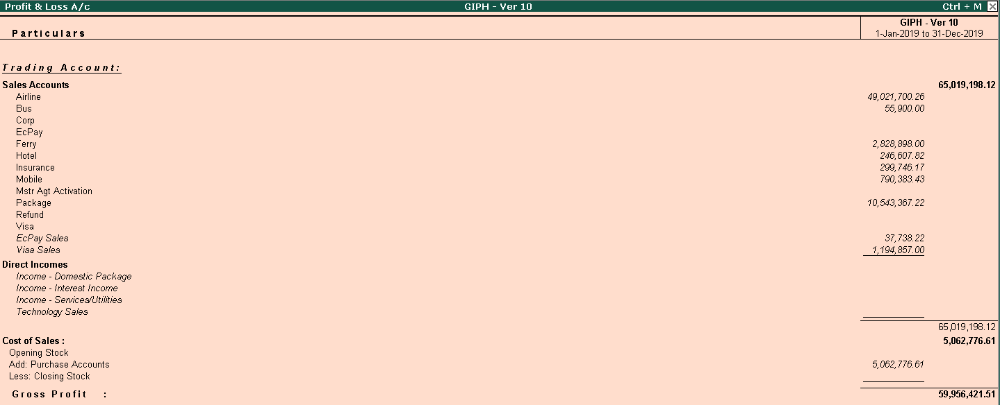 Profit & Loss A/c GIPH - Ver 10 Ctrl + M
Particulars GIPH - Ver 10
1-Jan-2019 to 31-Dec-2019
Trading Account:
Sales Accounts 65,019,198.12
Airline 49,021,700.26
Bus 55,900.00
Corp
EcPay
Ferry 2,828,898.00
Hotel 246,607.82
Insurance 299,746.17
Mobile 790,383.43
Mstr Agt Activation
Package 10,543,367.22
Refund
Visa
EcPay Sales 37,738.22
Visa Sales 1,194,857.00
Direct Incomes
Income - Domestic Package
Income - Interest Income
Income - Services/Utilities
Technology Sales
65,019,198.12
Cost of Sales : 5,062,776.61
Opening Stock
Add: Purchase Accounts 5,062,776.61
Less: Closing Stock
Gross Profit : 59,956,421.51